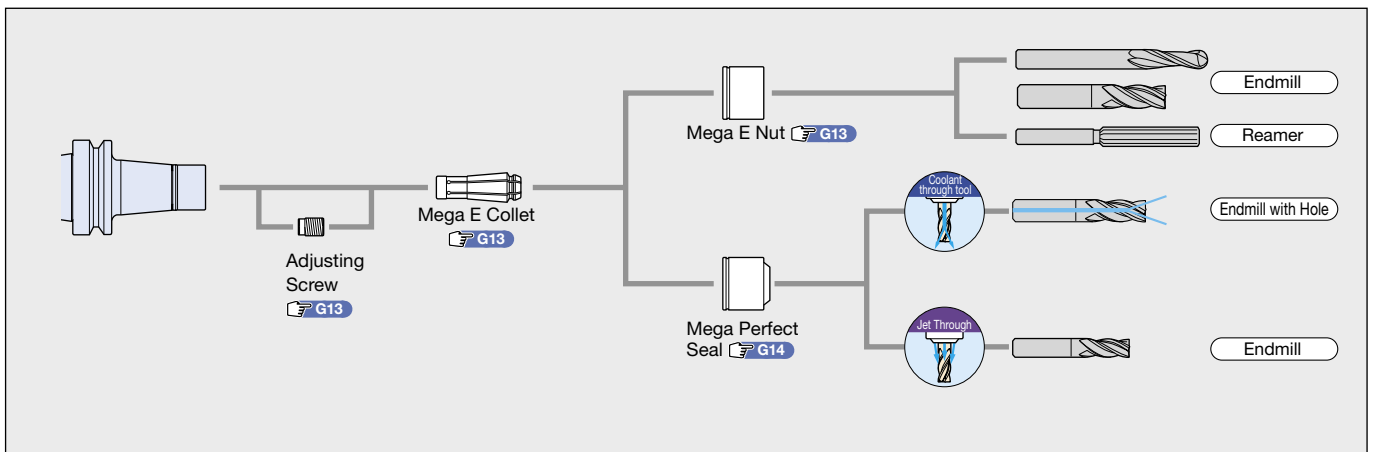 Endmill
Mega E Nut G13
Reamer
Coolant
through tool
Endmill with Hole
Mega E Collet
G13
Adjusting
Screw
G13
Mega Perfect
Seal G14
Jet Through
Endmill